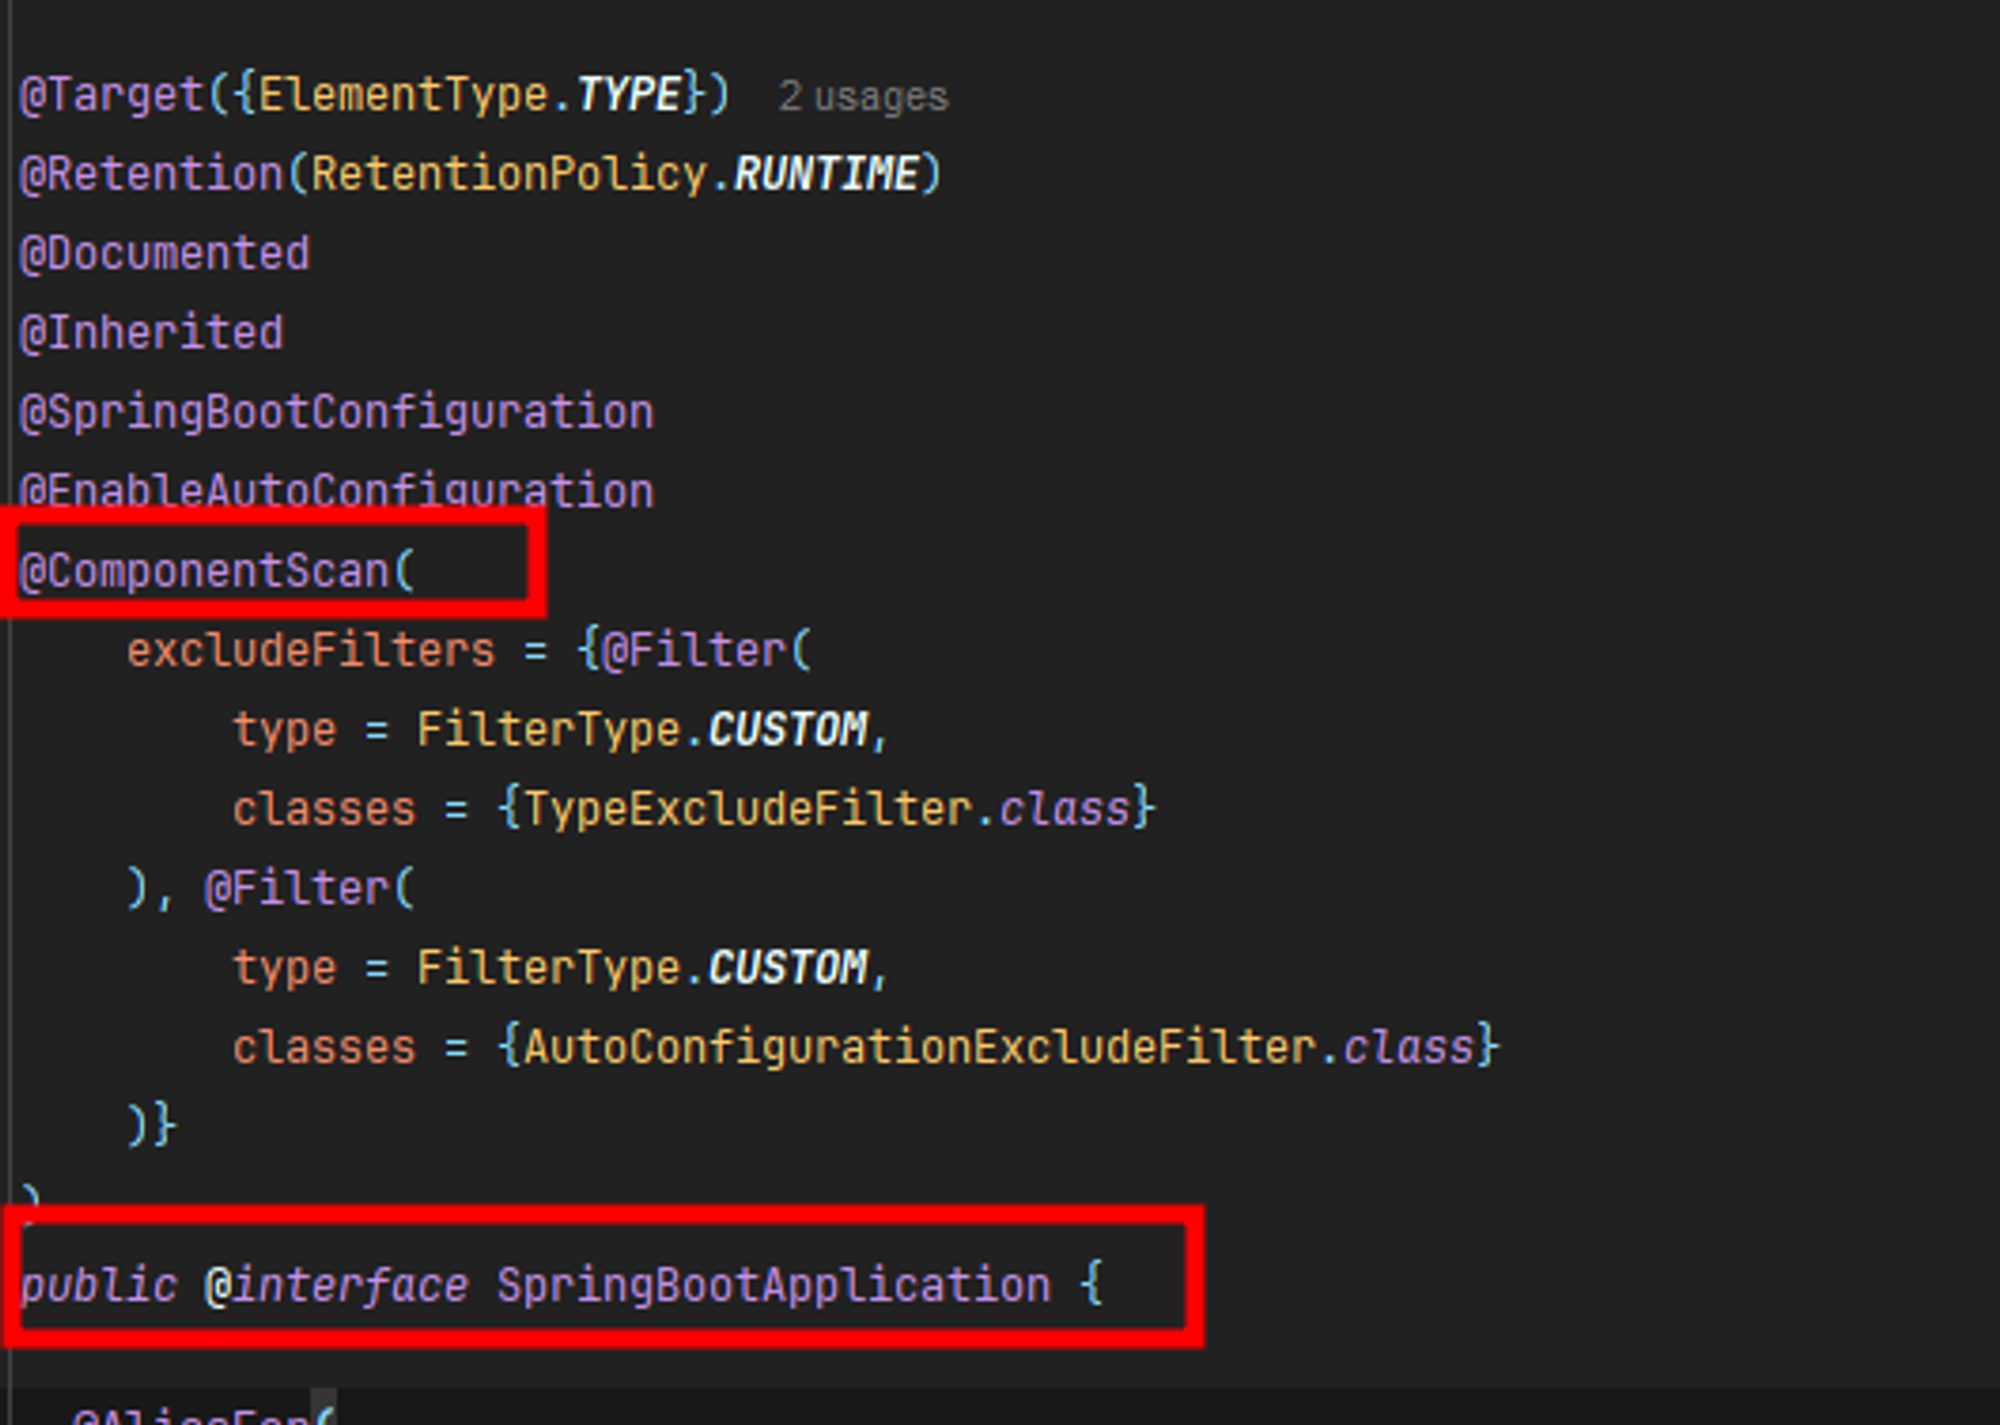 @Target({ElementType.TYPE}) 2 usages
@Retention(RetentionPolicy.RUNTIME)
@Documented
@Inherited
@SpringBootConfiguration
@EnableAutoConfiguration
@ComponentScan(
excludeFilters = {@Filter(
type = FilterType.CUSTOM,
classes = {TypeExcludeFilter.class}
), @Filter(
type = FilterType.CUSTOM,
classes = {AutoConfigurationExcludeFilter.class}
)}
)
public @interface SpringBootApplication {
@AliasFor(